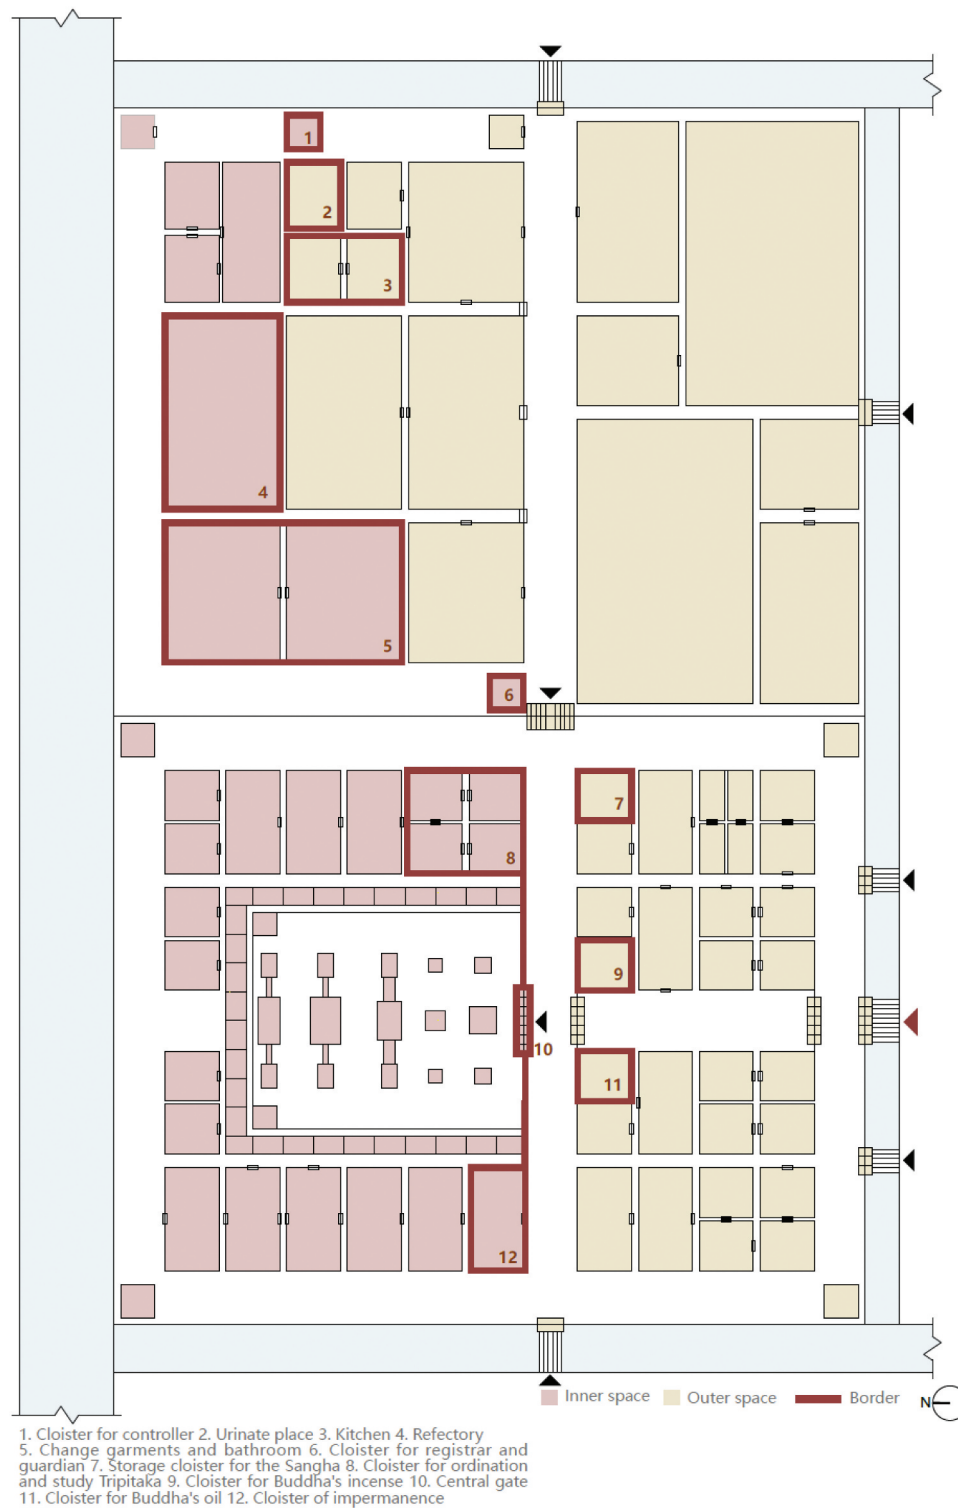 1
2
3
4
5
6
7
8
9
10
11
12
Inner space Outer space Border N
1. Cloister for controller 2. Urinate place 3. Kitchen 4. Refectory
5. Change garments and bathroom 6. Cloister for registrar and
guardian 7. Storage cloister for the Sangha 8. Cloister for ordination
and study Tripitaka 9. Cloister for Buddha's incense 10. Central gate
11. Cloister for Buddha's oil 12. Cloister of impermanence